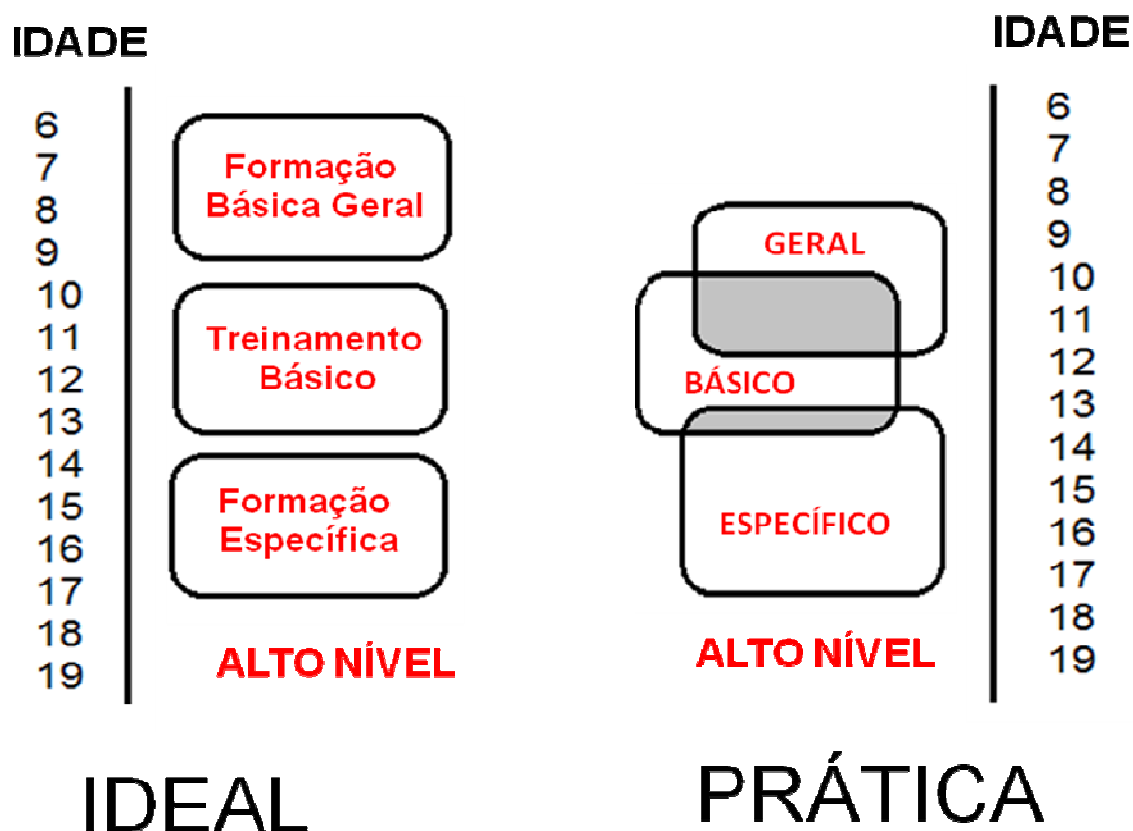 IDADE
6
7
8
9
10
11
12
13
14
15
16
17
18
19
Formação
Básica Geral
Treinamento
Básico
Formação
Específica
ALTO NÍVEL
IDEAL
IDADE
6
7
8
9
10
11
12
13
14
15
16
17
18
19
GERAL
BÁSICO
ESPECÍFICO
ALTO NÍVEL
PRÁTICA